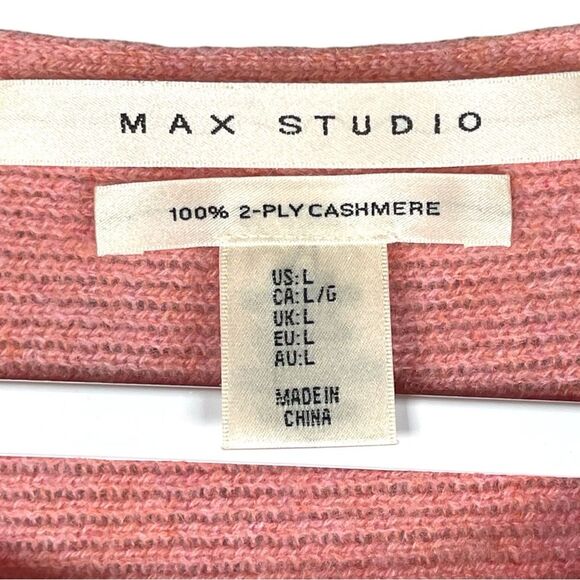 MAX STUDIO
100% 2-PLY CASHMERE
US: L
CA: L/G
UK: L
EU: L
AU: L
MADE IN
CHINA